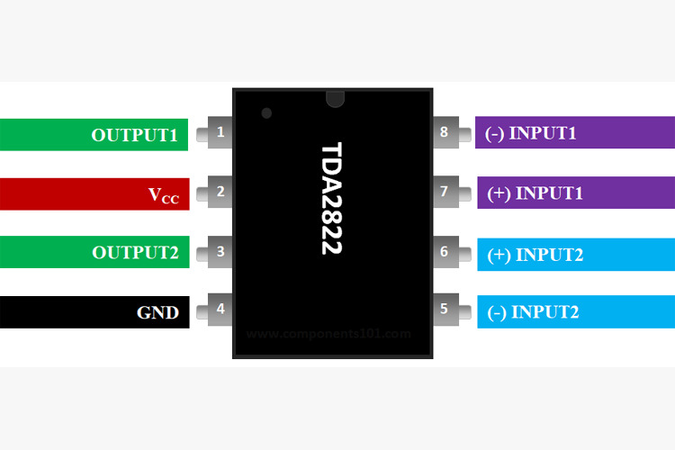 OUTPUT1 1 8 (-) INPUT1
VCC 2 7 (+) INPUT1
OUTPUT2 3 6 (+) INPUT2
GND 4 5 (-) INPUT2
TDA2822
www.components101.com